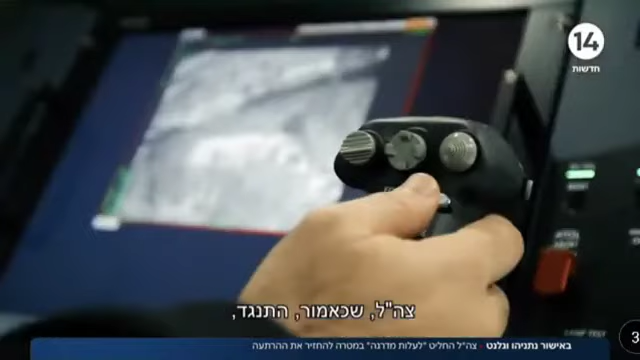 14
חדשות
צה"ל, שכאמור, התנגד,
באישור נתניהו וגלנט • צה"ל החליט "לעלות מדרגה" במטרה להחזיר את ההרתעה
3